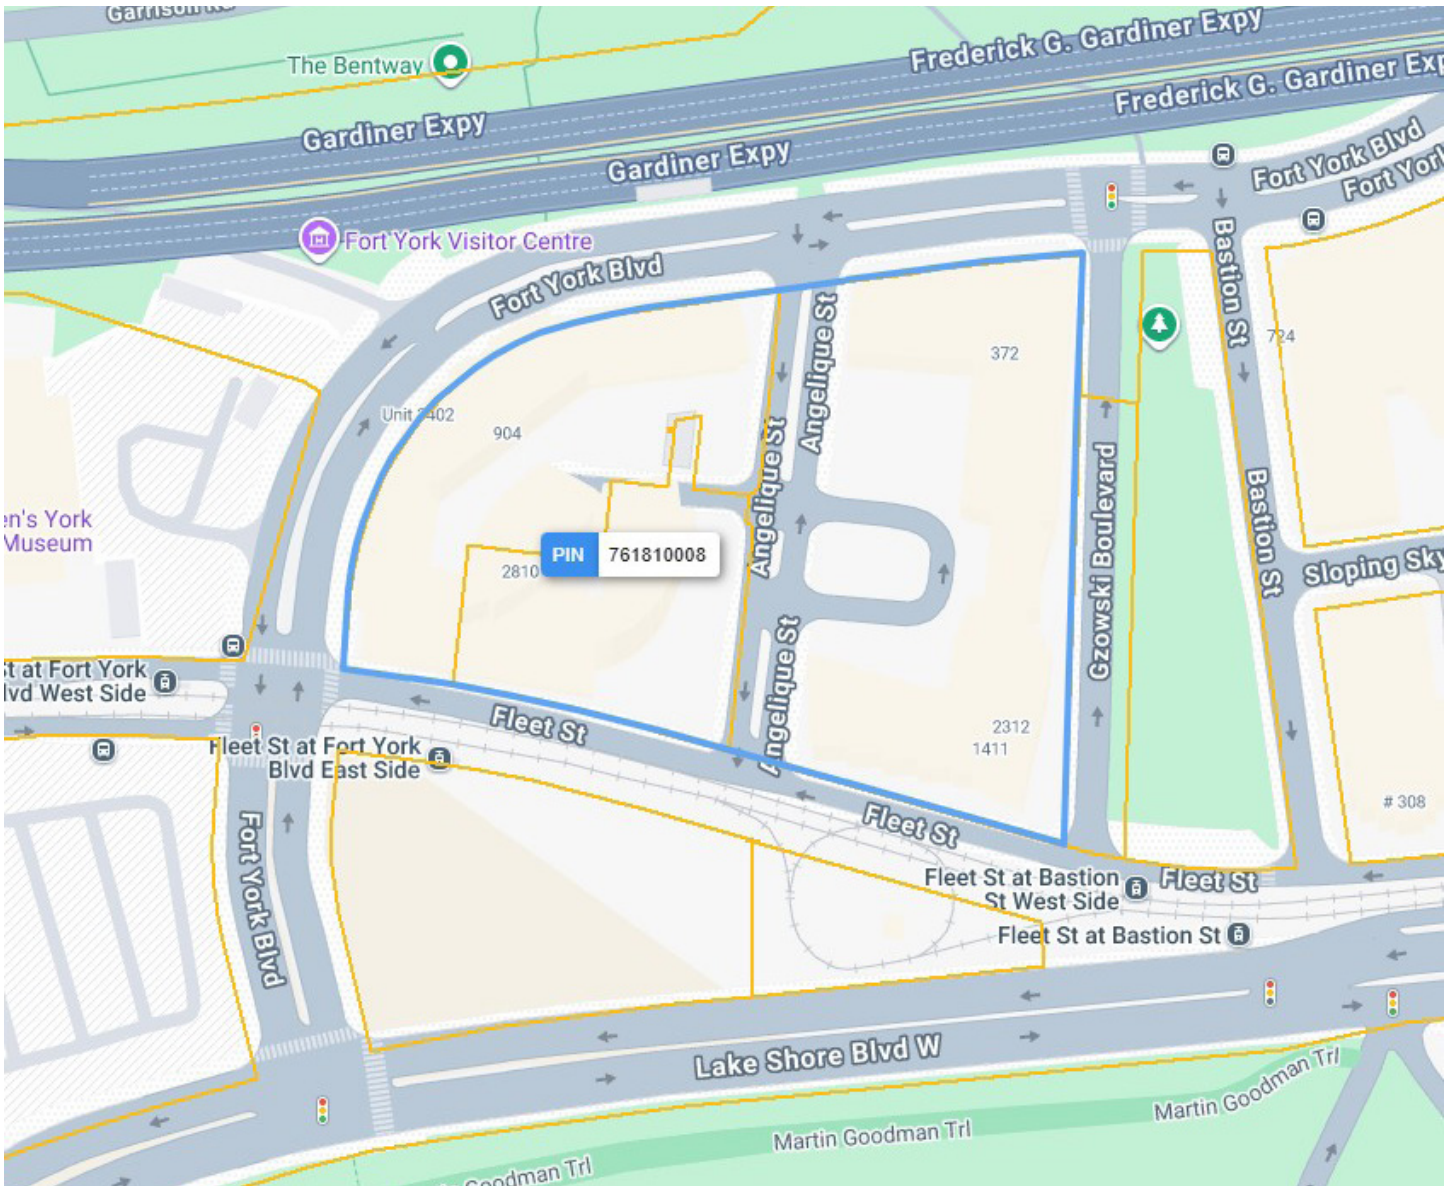 Garrison Rd
The Bentway
Frederick G. Gardiner Expy
Frederick G. Gardiner Exp
Gardiner Expy
Gardiner Expy
Fort York Blvd
Fort York
Fort York Visitor Centre
Fort York Blvd
Bastion St
Angelique St
724
372
Unit 2402
904
Angelique St
Gzowski Boulevard
Bastion St
en's York
Museum
PIN 761810008
2810
Sloping Sky
Angelique St
St at Fort York
lvd West Side
Fleet St
2312
1411
Fleet St at Fort York
Blvd East Side
# 308
Fleet St
Fort York Blvd
Fleet St at Bastion
St West Side
Fleet St
Fleet St at Bastion St
Lake Shore Blvd W
Martin Goodman Trl
Martin Goodman Trl
Goodman Trl